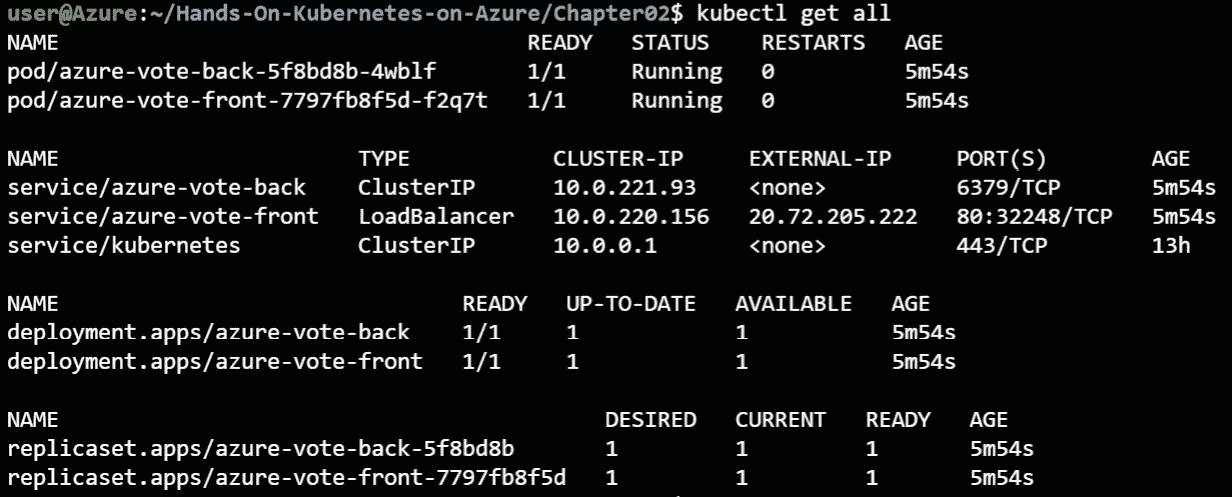 user@Azure:~/Hands-On-Kubernetes-on-Azure/Chapter02$ kubectl get all
NAME READY STATUS RESTARTS AGE
pod/azure-vote-back-5f8bd8b-4wblf 1/1 Running 0 5m54s
pod/azure-vote-front-7797fb8f5d-f2q7t 1/1 Running 0 5m54s
NAME TYPE CLUSTER-IP EXTERNAL-IP PORT(S) AGE
service/azure-vote-back ClusterIP 10.0.221.93 <none> 6379/TCP 5m54s
service/azure-vote-front LoadBalancer 10.0.220.156 20.72.205.222 80:32248/TCP 5m54s
service/kubernetes ClusterIP 10.0.0.1 <none> 443/TCP 13h
NAME READY UP-TO-DATE AVAILABLE AGE
deployment.apps/azure-vote-back 1/1 1 1 5m54s
deployment.apps/azure-vote-front 1/1 1 1 5m54s
NAME DESIRED CURRENT READY AGE
replicaset.apps/azure-vote-back-5f8bd8b 1 1 1 5m54s
replicaset.apps/azure-vote-front-7797fb8f5d 1 1 1 5m54s